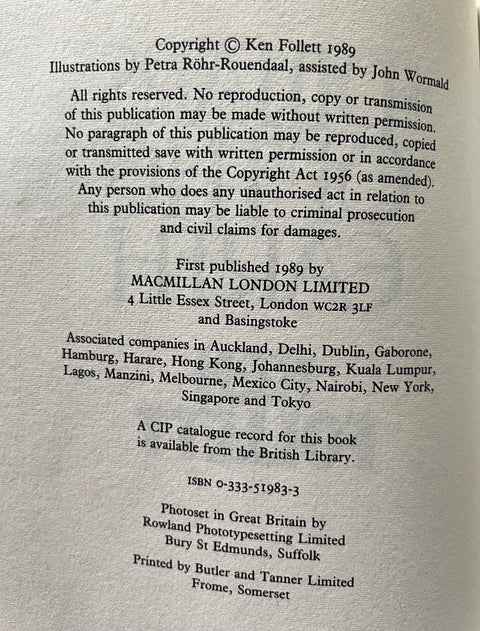 Copyright © Ken Follett 1989
Illustrations by Petra Röhr-Rouendaal, assisted by John Wormald
All rights reserved. No reproduction, copy or transmission
of this publication may be made without written permission.
No paragraph of this publication may be reproduced, copied
or transmitted save with written permission or in accordance
with the provisions of the Copyright Act 1956 (as amended).
Any person who does any unauthorised act in relation to
this publication may be liable to criminal prosecution
and civil claims for damages.
First published 1989 by
MACMILLAN LONDON LIMITED
4 Little Essex Street, London WC2R 3LF
and Basingstoke
Associated companies in Auckland, Delhi, Dublin, Gaborone,
Hamburg, Harare, Hong Kong, Johannesburg, Kuala Lumpur,
Lagos, Manzini, Melbourne, Mexico City, Nairobi, New York,
Singapore and Tokyo
A CIP catalogue record for this book
is available from the British Library.
ISBN 0-333-51983-3
Photoset in Great Britain by
Rowland Phototypesetting Limited
Bury St Edmunds, Suffolk
Printed by Butler and Tanner Limited
Frome, Somerset